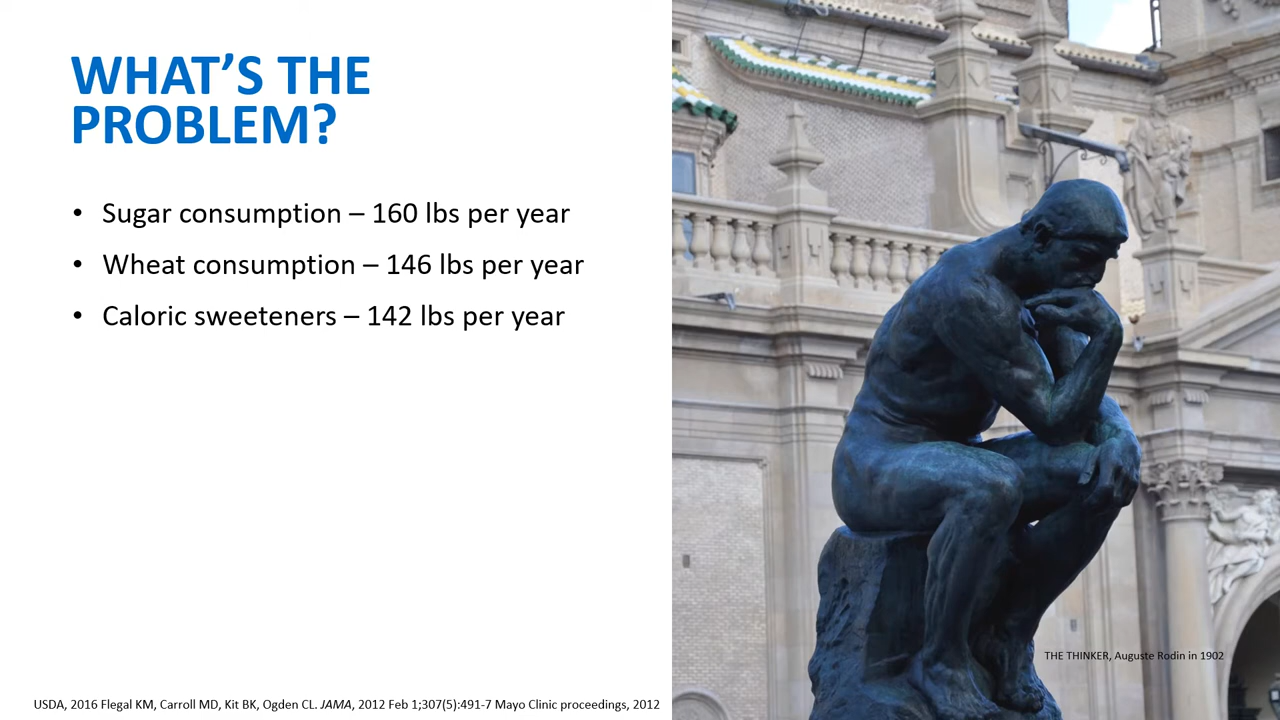 WHAT’S THE
PROBLEM?
• Sugar consumption – 160 lbs per year
• Wheat consumption – 146 lbs per year
• Caloric sweeteners – 142 lbs per year
THE THINKER, Auguste Rodin in 1902
USDA, 2016 Flegal KM, Carroll MD, Kit BK, Ogden CL. JAMA, 2012 Feb 1;307(5):491-7 Mayo Clinic proceedings, 2012